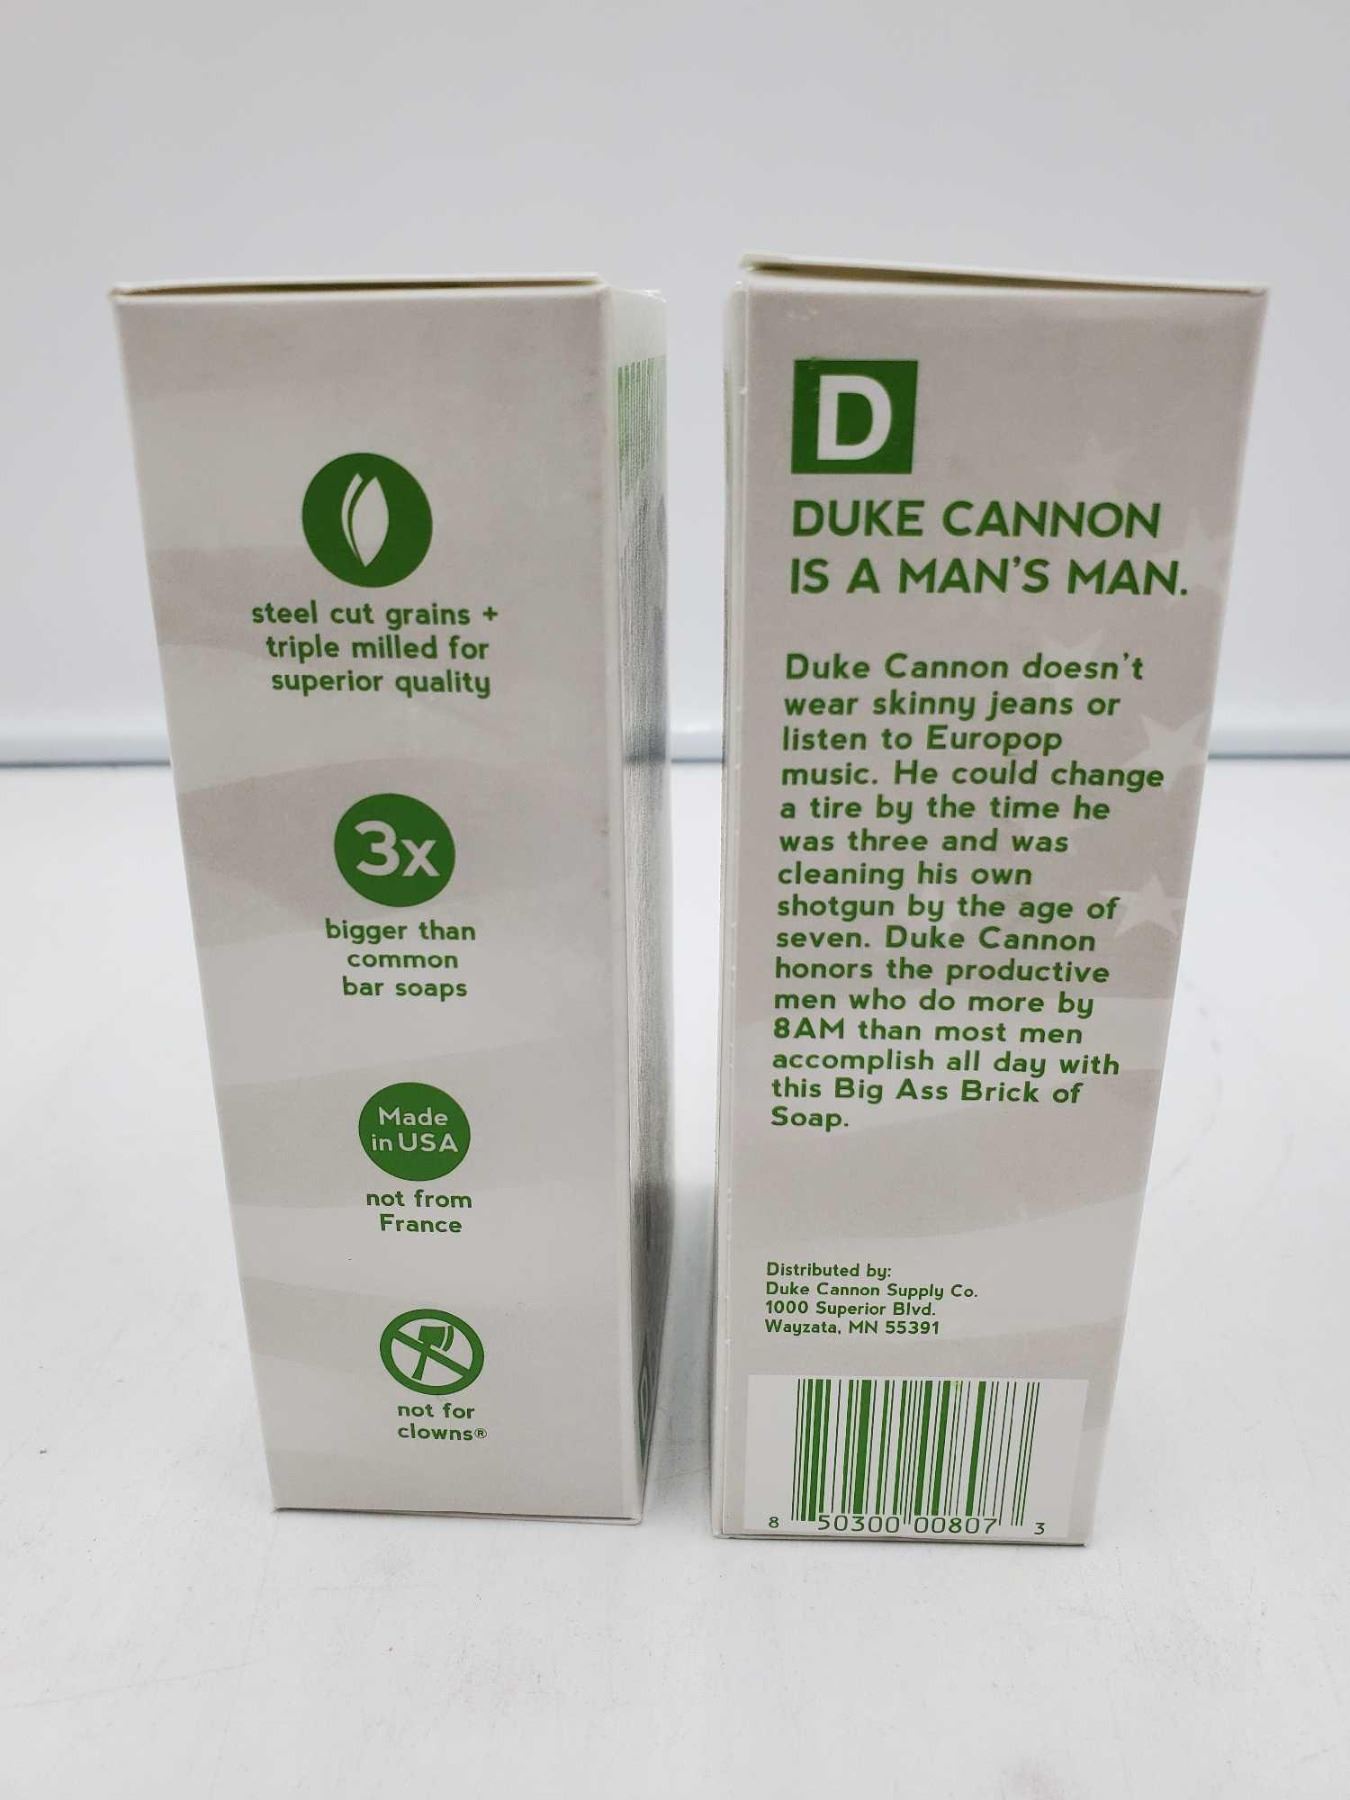 steel cut grains +
triple milled for
superior quality
3x
bigger than
common
bar soaps
Made
in USA
not from
France
not for
clowns®
D
DUKE CANNON
IS A MAN'S MAN.
Duke Cannon doesn't
wear skinny jeans or
listen to Europop
music. He could change
a tire by the time he
was three and was
cleaning his own
shotgun by the age of
seven. Duke Cannon
honors the productive
men who do more by
8AM than most men
accomplish all day with
this Big Ass Brick of
Soap.
Distributed by:
Duke Cannon Supply Co.
1000 Superior Blvd.
Wayzata, MN 55391
8 50300 00807 3